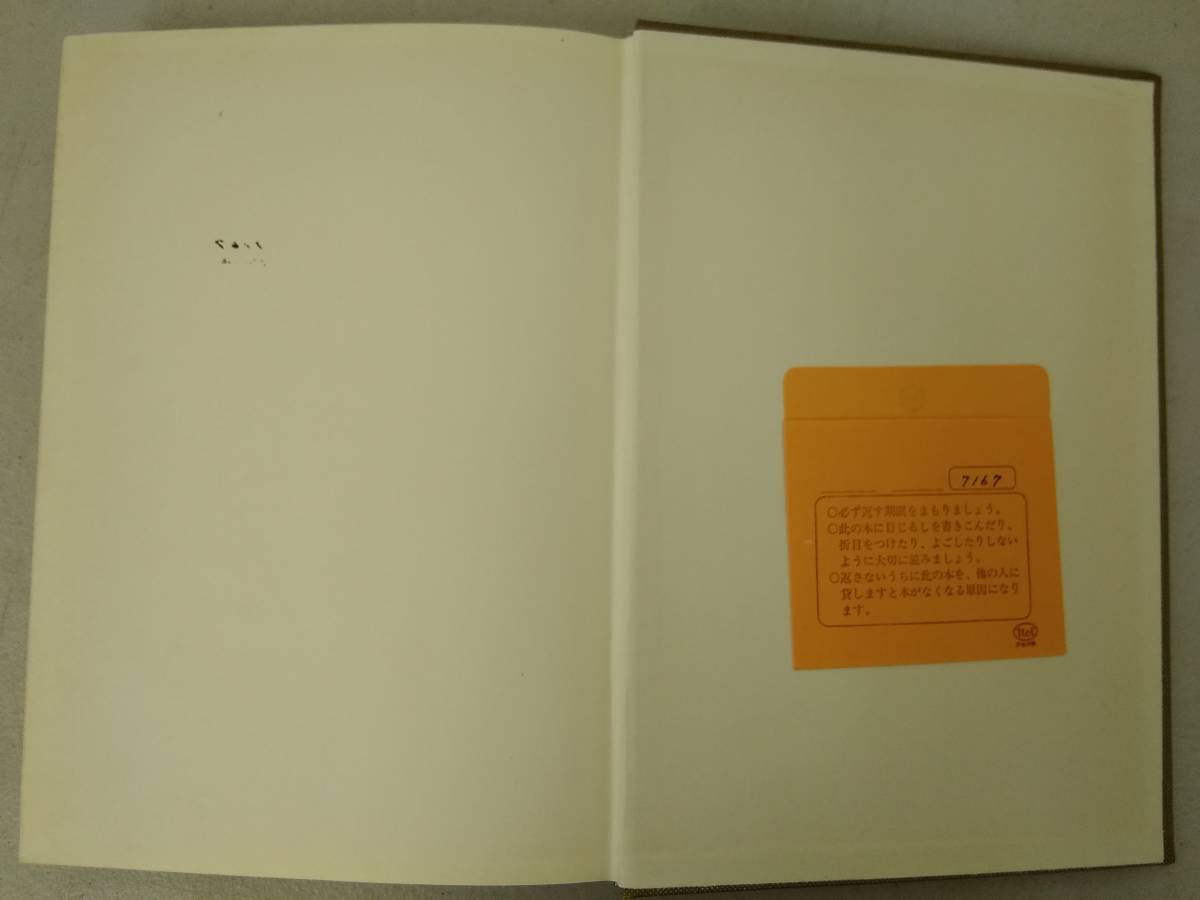 7167
○必ず返す期限をまもりましょう。
○此の本に目じるしを書きこんだり、
折目をつけたり、よごしたりしない
ように大切に読みましょう。
○返さないうちに此の本を、他の人に
貸しますと本がなくなる原因になり
ます。